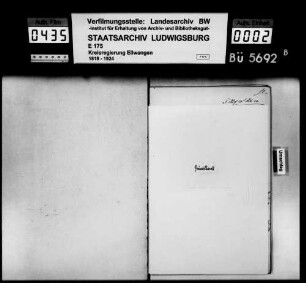 Aufn. Film
0435
Verfilmungsstelle: Landesarchiv BW
-Institut für Erhaltung von Archiv- und Bibliotheksgut-
STAATSARCHIV LUDWIGSBURG
E 175
Kreisregierung Ellwangen
1818 - 1924
Aufn. Einheit
0002
BÜ 5692
B
Umschlag